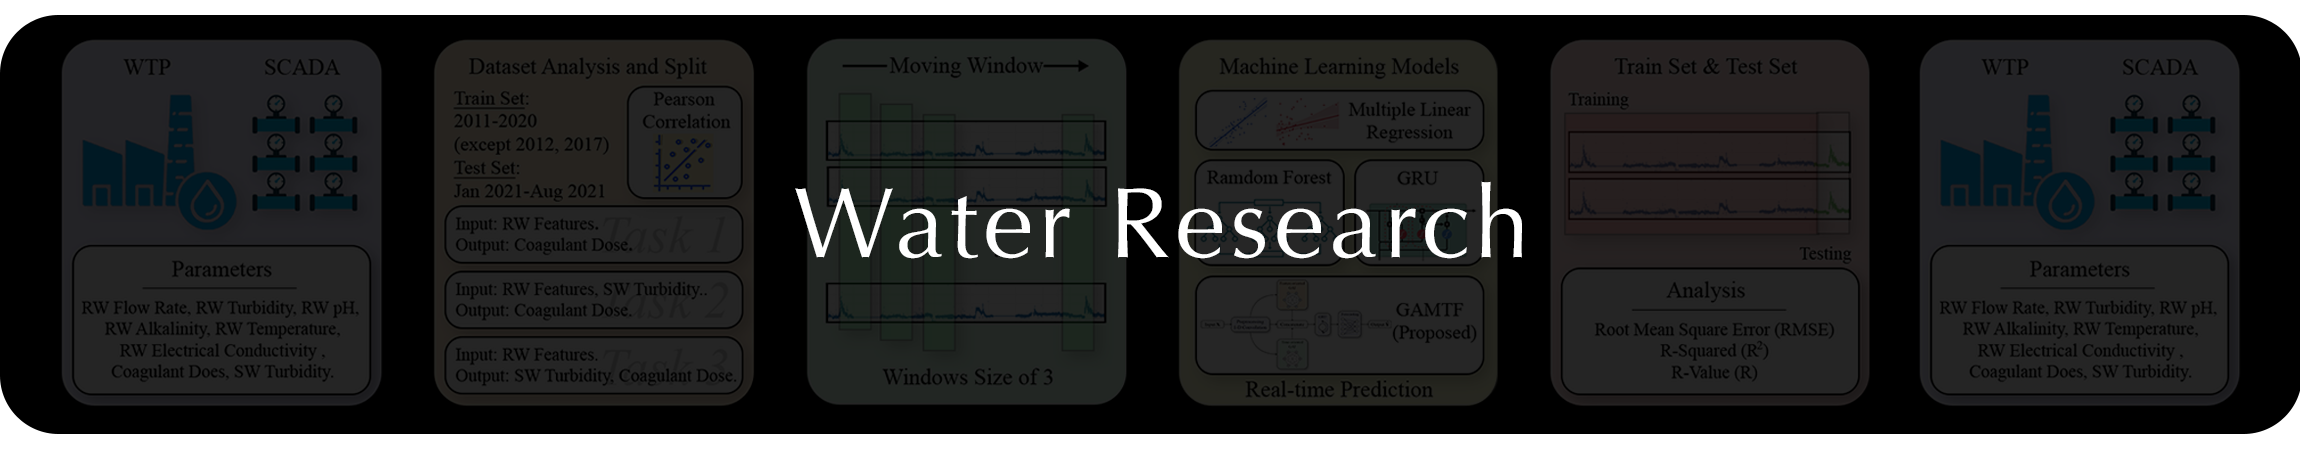 WTP
SCADA
Parameters
RW Flow Rate, RW Turbidity, RW pH,
RW Alkalinity, RW Temperature,
RW Electrical Conductivity ,
Coagulant Does, SW Turbidity.
Dataset Analysis and Split
Train Set:
2011-2020
(except 2012, 2017)
Test Set:
Jan 2021-Aug 2021
Pearson
Correlation
Task 1
Input: RW Features.
Output: Coagulant Dose.
Task 2
Input: RW Features, SW Turbidity..
Output: Coagulant Dose.
Task 3
Input: RW Features.
Output: SW Turbidity, Coagulant Dose.
Moving Window
Windows Size of 3
Water Research
Machine Learning Models
Multiple Linear
Regression
Ramdom Forest
GRU
GAMTF
(Proposed)
Real-time Prediction
Train Set & Test Set
Training
Testing
Analysis
Root Mean Square Error (RMSE)
R-Squared (R²)
R-Value (R)
WTP
SCADA
Parameters
RW Flow Rate, RW Turbidity, RW pH,
RW Alkalinity, RW Temperature,
RW Electrical Conductivity ,
Coagulant Does, SW Turbidity.